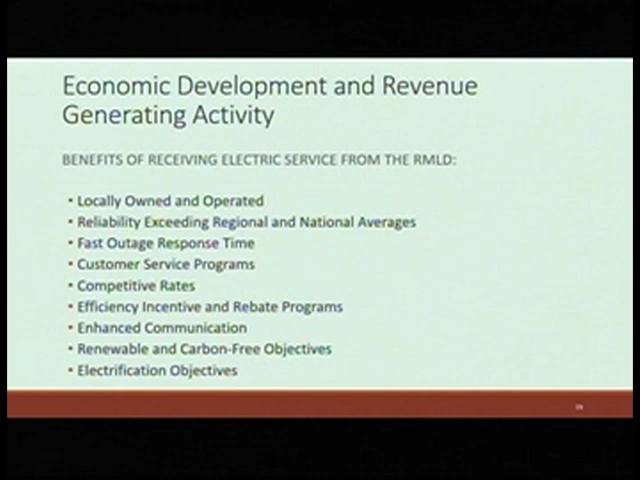 Economic Development and Revenue
Generating Activity
BENEFITS OF RECEIVING ELECTRIC SERVICE FROM THE RMLD:
• Locally Owned and Operated
• Reliability Exceeding Regional and National Averages
• Fast Outage Response Time
• Customer Service Programs
• Competitive Rates
• Efficiency Incentive and Rebate Programs
• Enhanced Communication
• Renewable and Carbon-Free Objectives
• Electrification Objectives